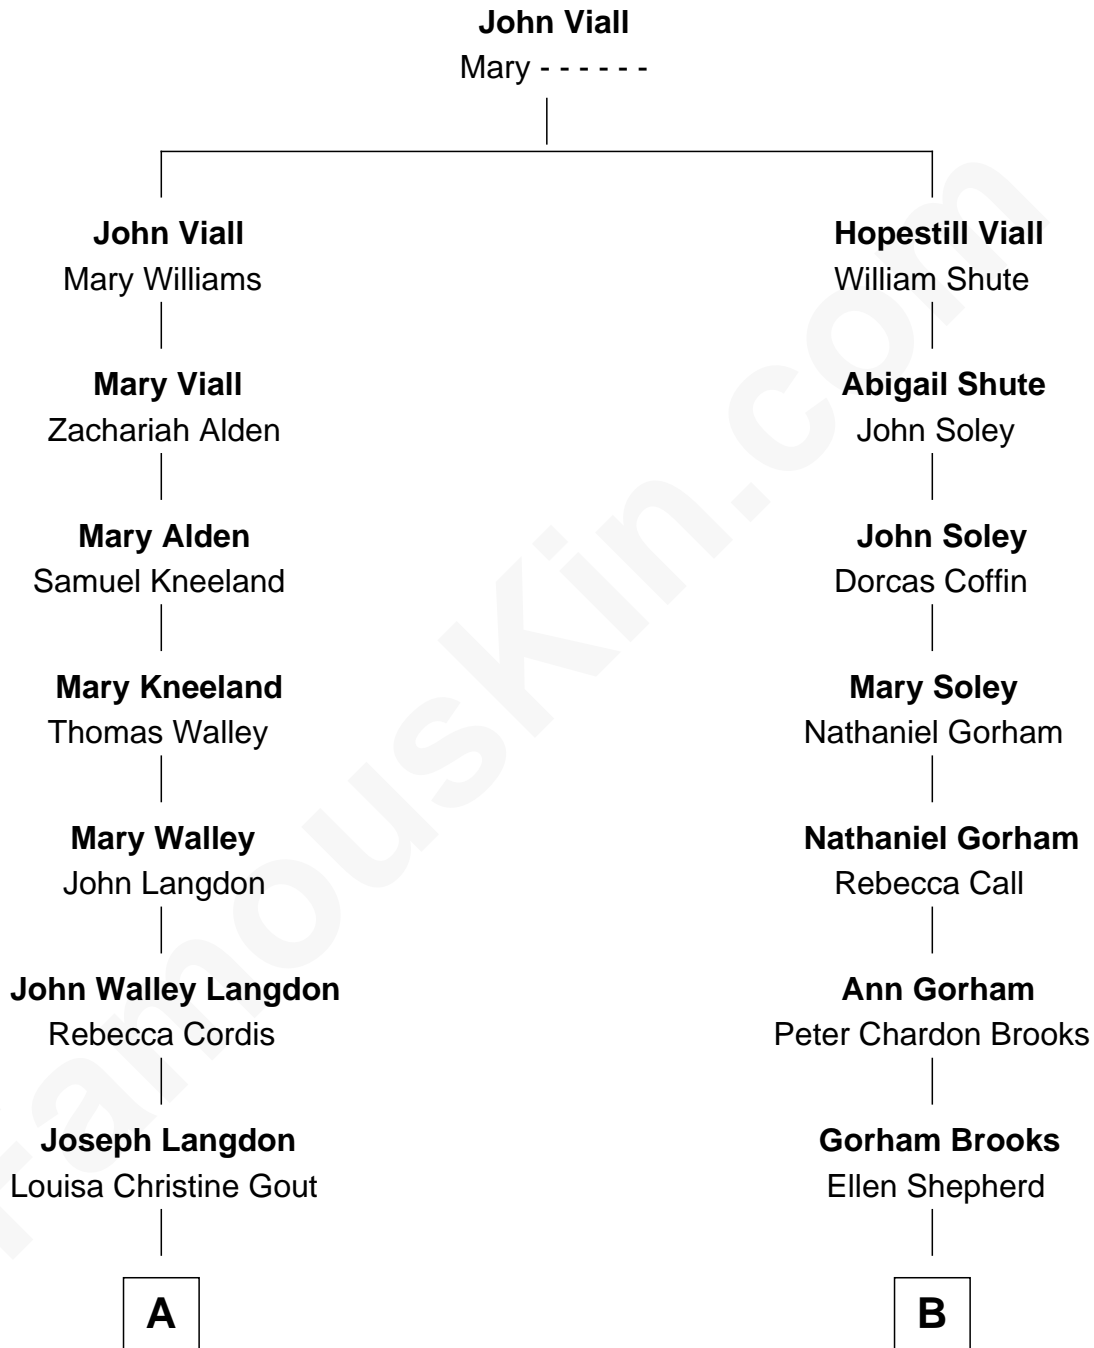 John Viall
Mary - - - - - -
John Viall
Mary Williams
Hopestill Viall
William Shute
Mary Viall
Zachariah Alden
Abigail Shute
John Soley
Mary Alden
Samuel Kneeland
John Soley
Dorcas Coffin
Mary Kneeland
Thomas Walley
Mary Soley
Nathaniel Gorham
Mary Walley
John Langdon
Nathaniel Gorham
Rebecca Call
John Walley Langdon
Rebecca Cordis
Ann Gorham
Peter Chardon Brooks
Joseph Langdon
Louisa Christine Gout
Gorham Brooks
Ellen Shepherd
A
B
FamousKin.com